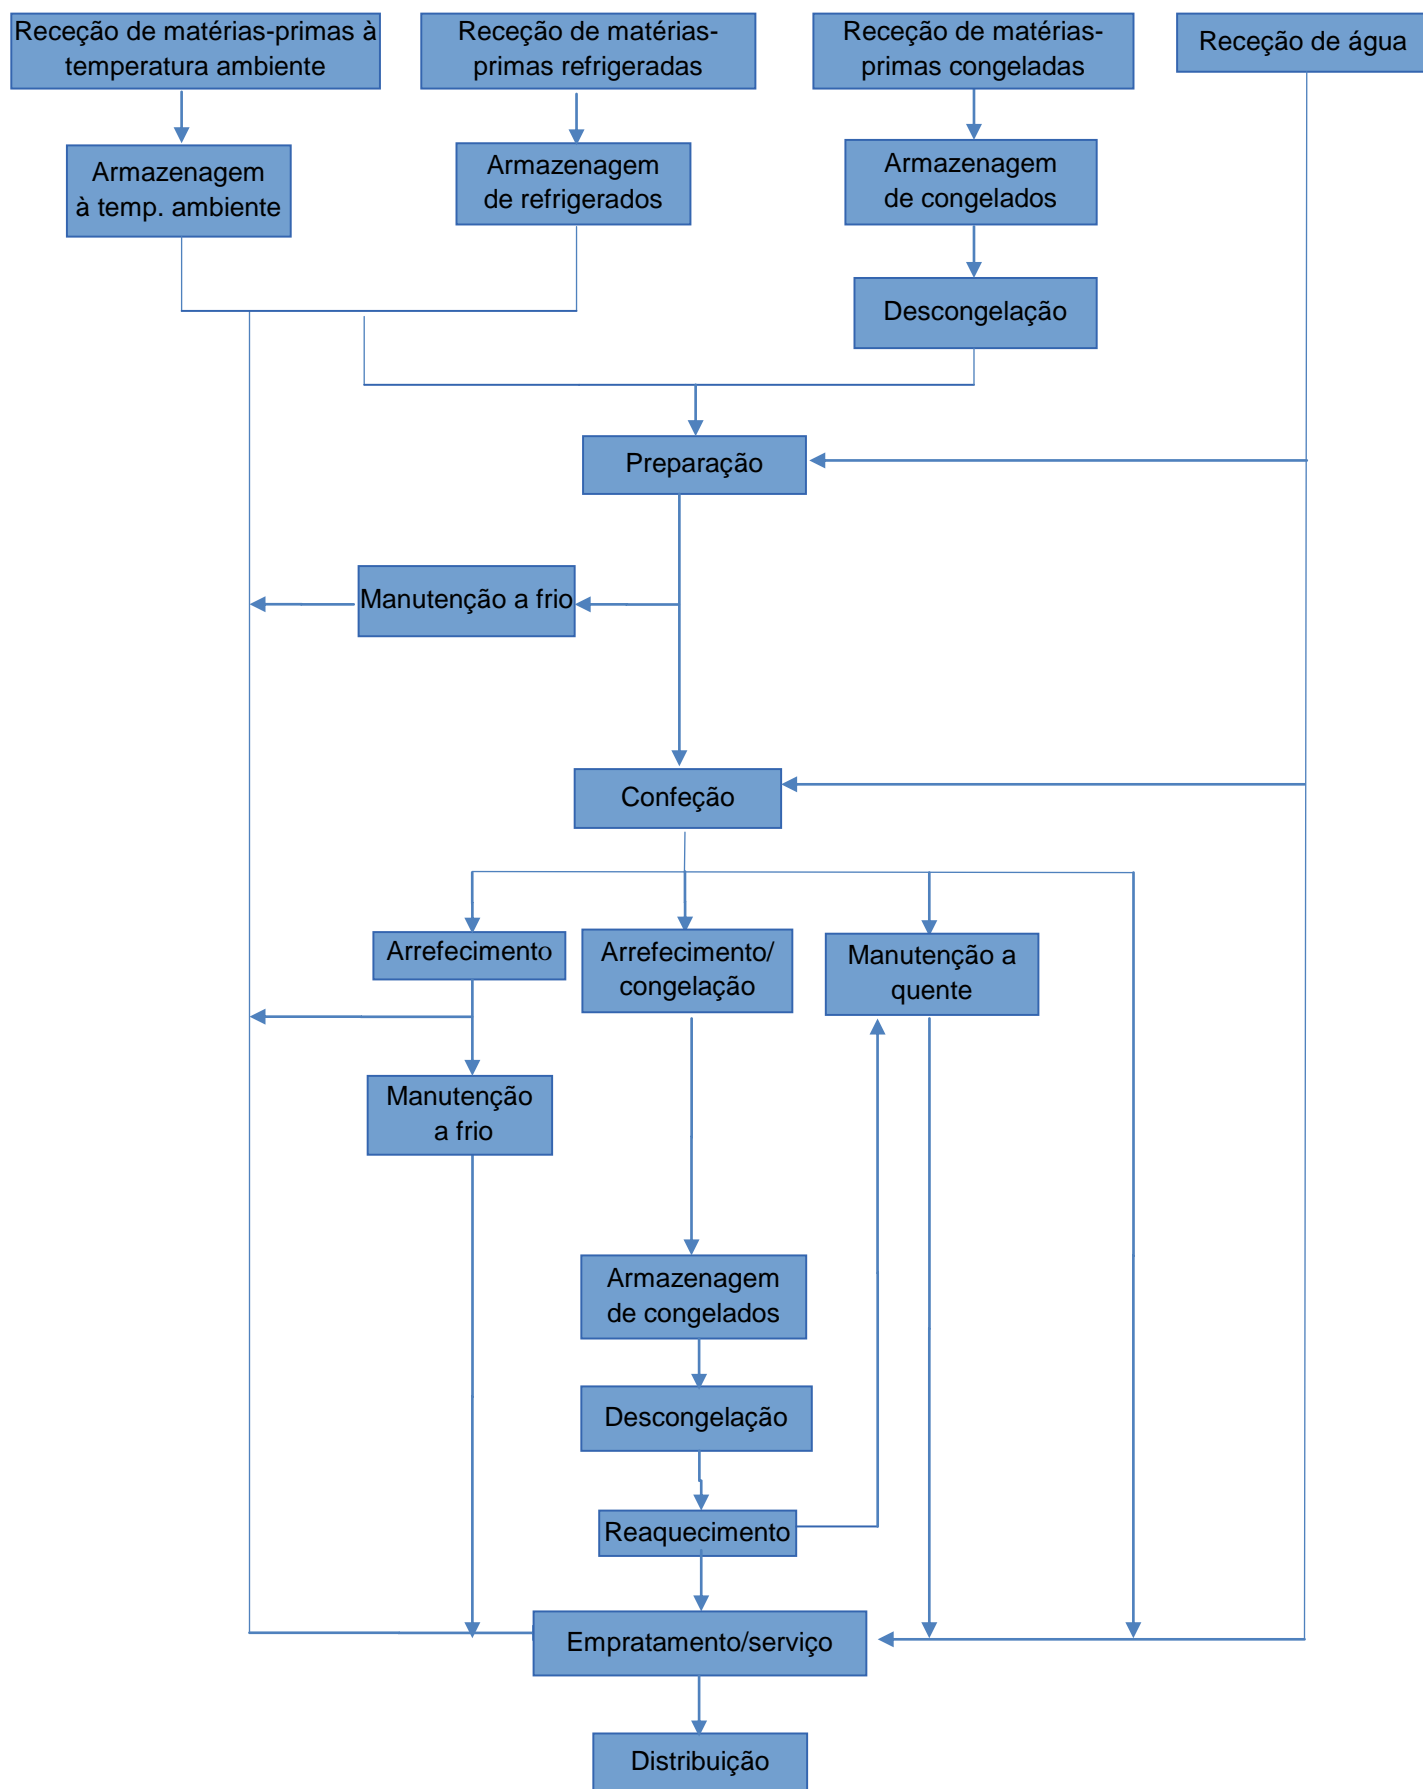 Receção de matérias-primas à
temperatura ambiente
Receção de matérias-
primas refrigeradas
Receção de matérias-
primas congeladas
Receção de água
Armazenagem
à temp. ambiente
Armazenagem
de refrigerados
Armazenagem
de congelados
Descongelação
Preparação
Manutenção a frio
Confeção
Arrefecimento
Arrefecimento/
congelação
Manutenção a
quente
Manutenção
a frio
Armazenagem
de congelados
Descongelação
Reaquecimento
Empratamento/serviço
Distribuição